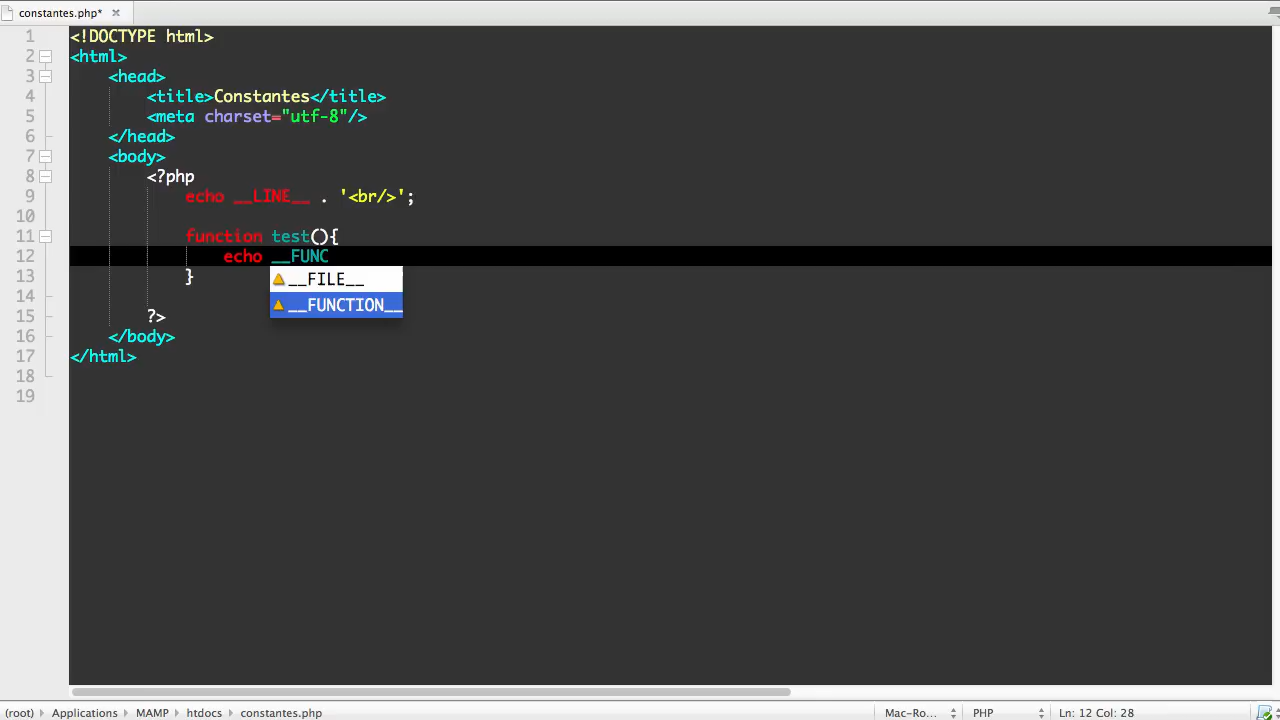 constantes.php* ×
1 <!DOCTYPE html>
2 <html>
3 <head>
4 <title>Constantes</title>
5 <meta charset="utf-8"/>
6 </head>
7 <body>
8 <?php
9 echo __LINE__ . '<br/>';
10
11 function test(){
12 echo __FUNC
13 }
__FILE__
14
__FUNCTION__
15 ?>
16 </body>
17 </html>
18
19
(root) Applications MAMP htdocs constantes.php Mac-Ro... PHP Ln: 12 Col: 28